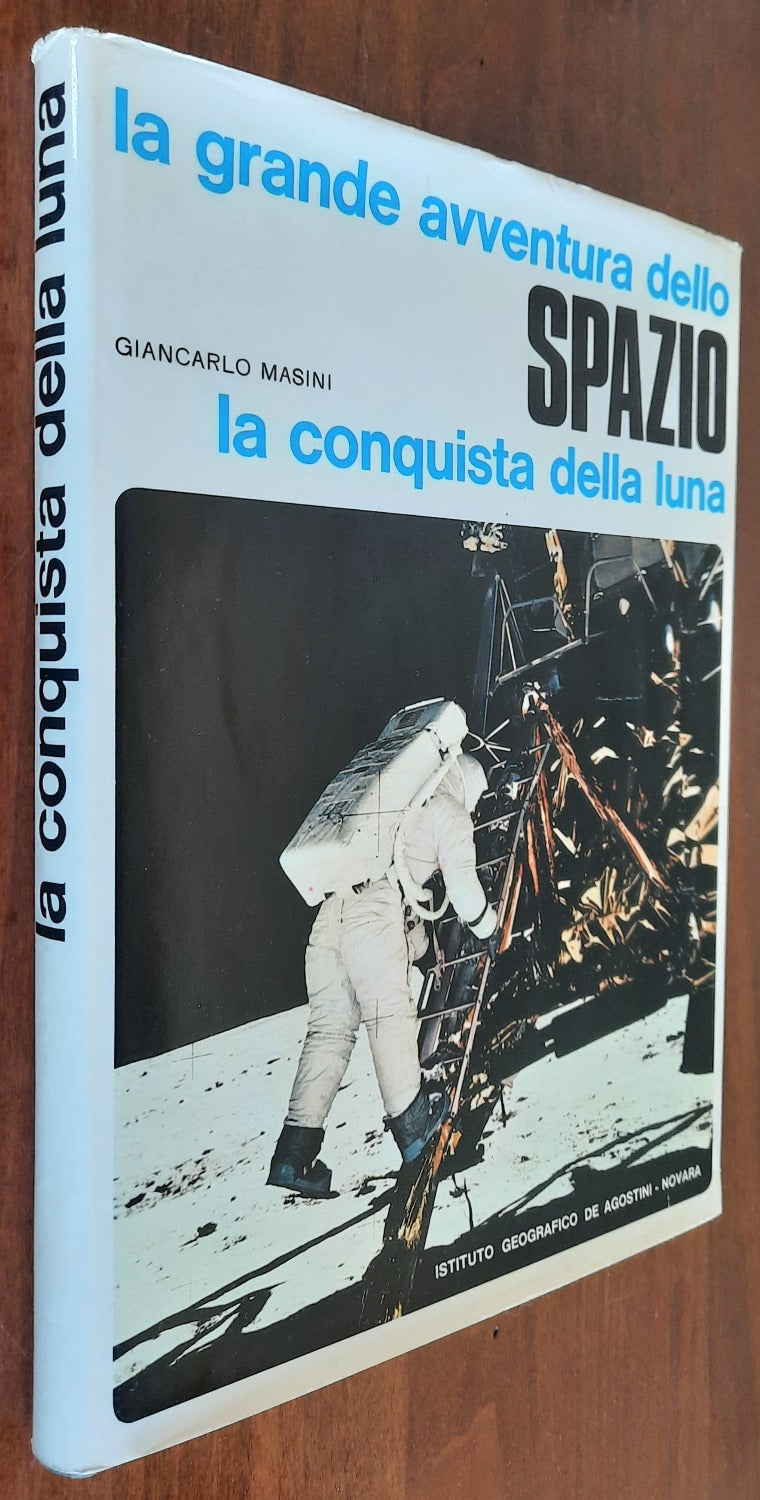 la conquista della luna
la grande avventura dello
SPAZIO
GIANCARLO MASINI
la conquista della luna
ISTITUTO GEOGRAFICO DE AGOSTINI - NOVARA